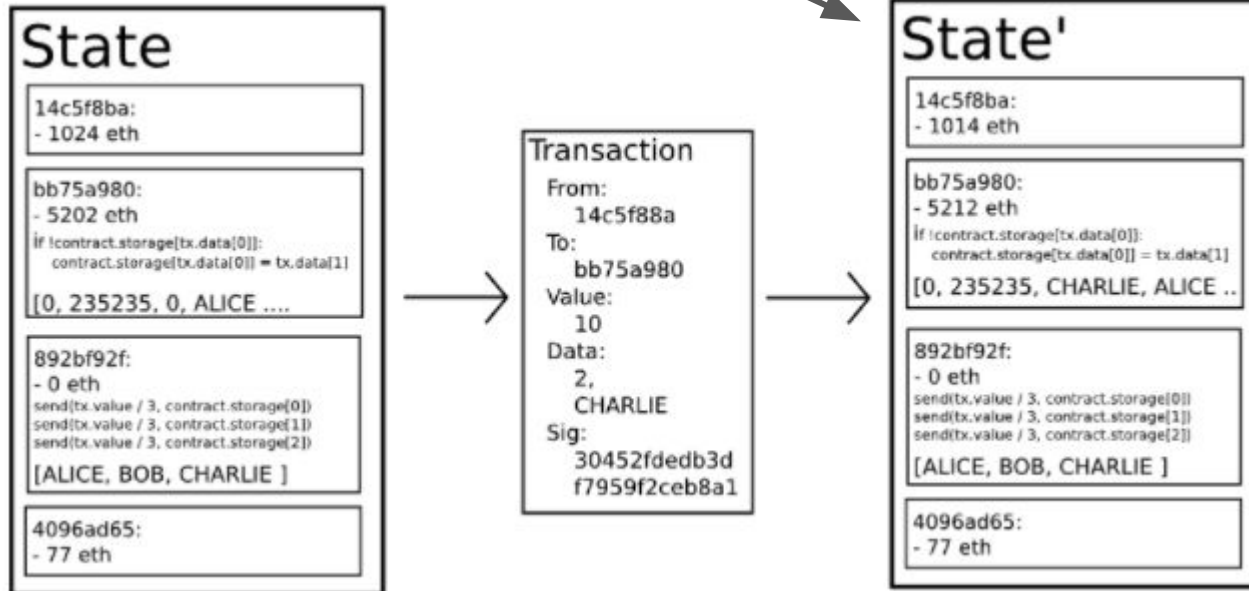 State
14c5f8ba:
- 1024 eth
bb75a980:
- 5202 eth
if !contract.storage[tx.data[0]]:
contract.storage[tx.data[0]] = tx.data[1]
[0, 235235, 0, ALICE ....
892bf92f:
- 0 eth
send(tx.value / 3, contract.storage[0])
send(tx.value / 3, contract.storage[1])
send(tx.value / 3, contract.storage[2])
[ALICE, BOB, CHARLIE ]
4096ad65:
- 77 eth
Transaction
From:
14c5f88a
To:
bb75a980
Value:
10
Data:
2,
CHARLIE
Sig:
30452fdedb3d
f7959f2ceb8a1
State'
14c5f8ba:
- 1014 eth
bb75a980:
- 5212 eth
if !contract.storage[tx.data[0]]:
contract.storage[tx.data[0]] = tx.data[1]
[0, 235235, CHARLIE, ALICE ..
892bf92f:
- 0 eth
send(tx.value / 3, contract.storage[0])
send(tx.value / 3, contract.storage[1])
send(tx.value / 3, contract.storage[2])
[ALICE, BOB, CHARLIE ]
4096ad65:
- 77 eth